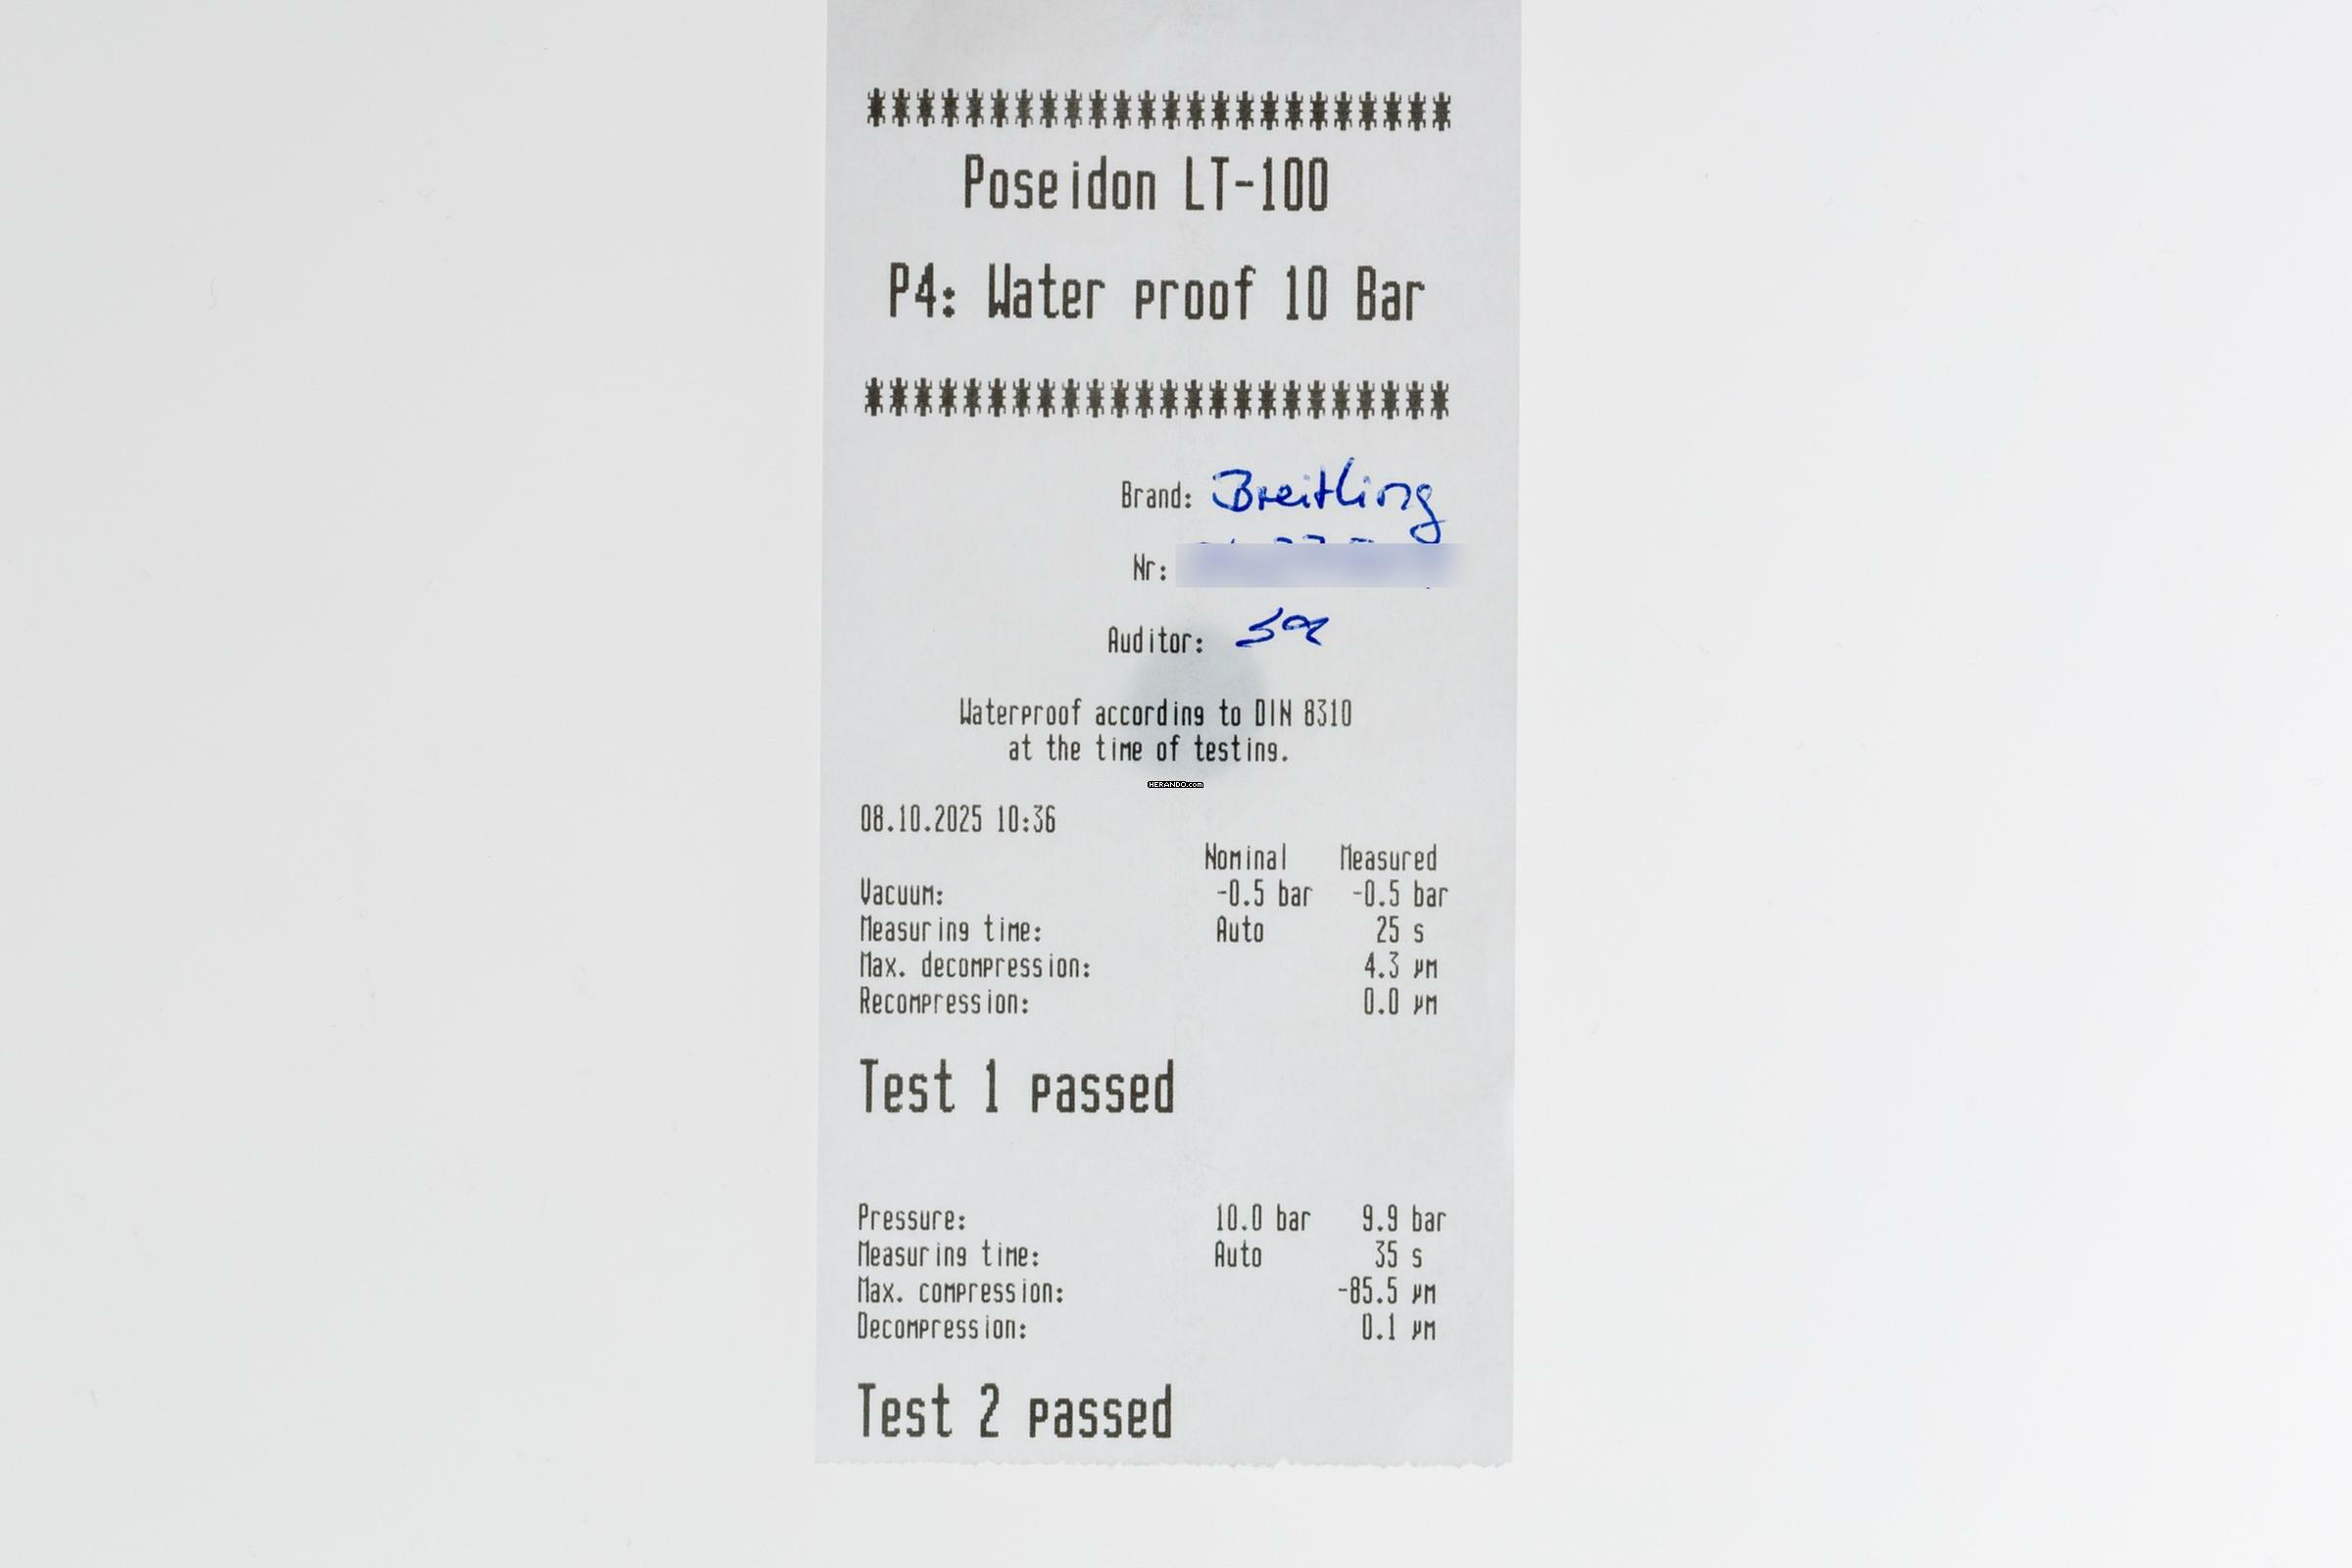 ************************
Poseidon LT-100
P4: Water proof 10 Bar
************************
Brand: Breitling
Nr:
Auditor:
Waterproof according to DIN 8310
at the time of testing.
HERANDO.com
08.10.2025 10:36
Nominal Measured
Vacuum: -0.5 bar -0.5 bar
Measuring time: Auto 25 s
Max. decompression: 4.3 µm
Recompression: 0.0 µm
Test 1 passed
Pressure: 10.0 bar 9.9 bar
Measuring time: Auto 35 s
Max. compression: -85.5 µm
Decompression: 0.1 µm
Test 2 passed